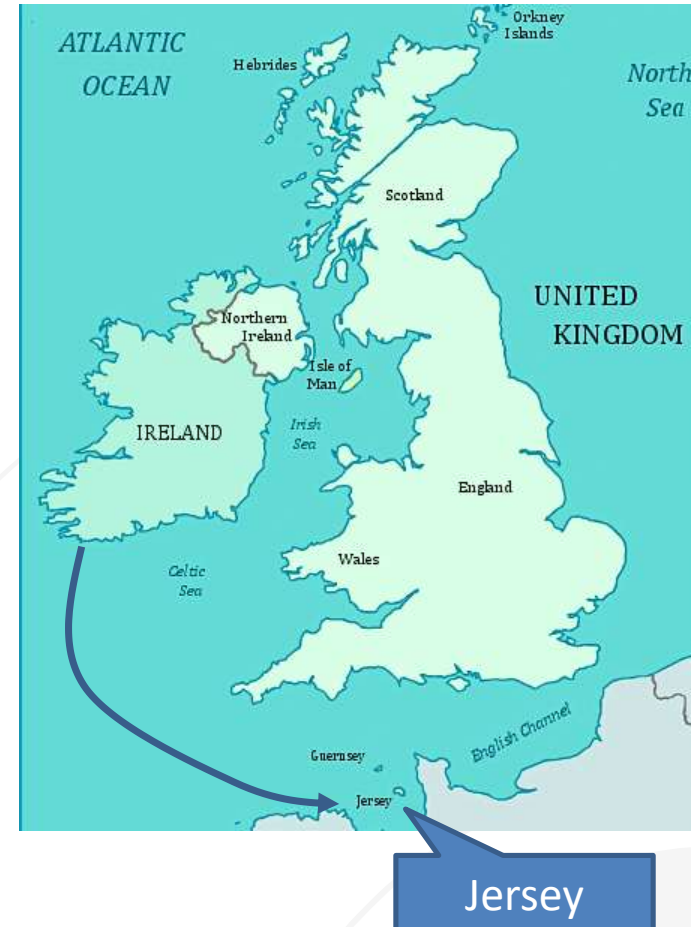 ATLANTIC
OCEAN
Hebrides
Orkney
Islands
North
Sea
Scotland
UNITED
KINGDOM
Northern
Ireland
Isle of
Man
Irish
Sea
IRELAND
England
Wales
Celtic
Sea
English Channel
Guernsey
Jersey
Jersey